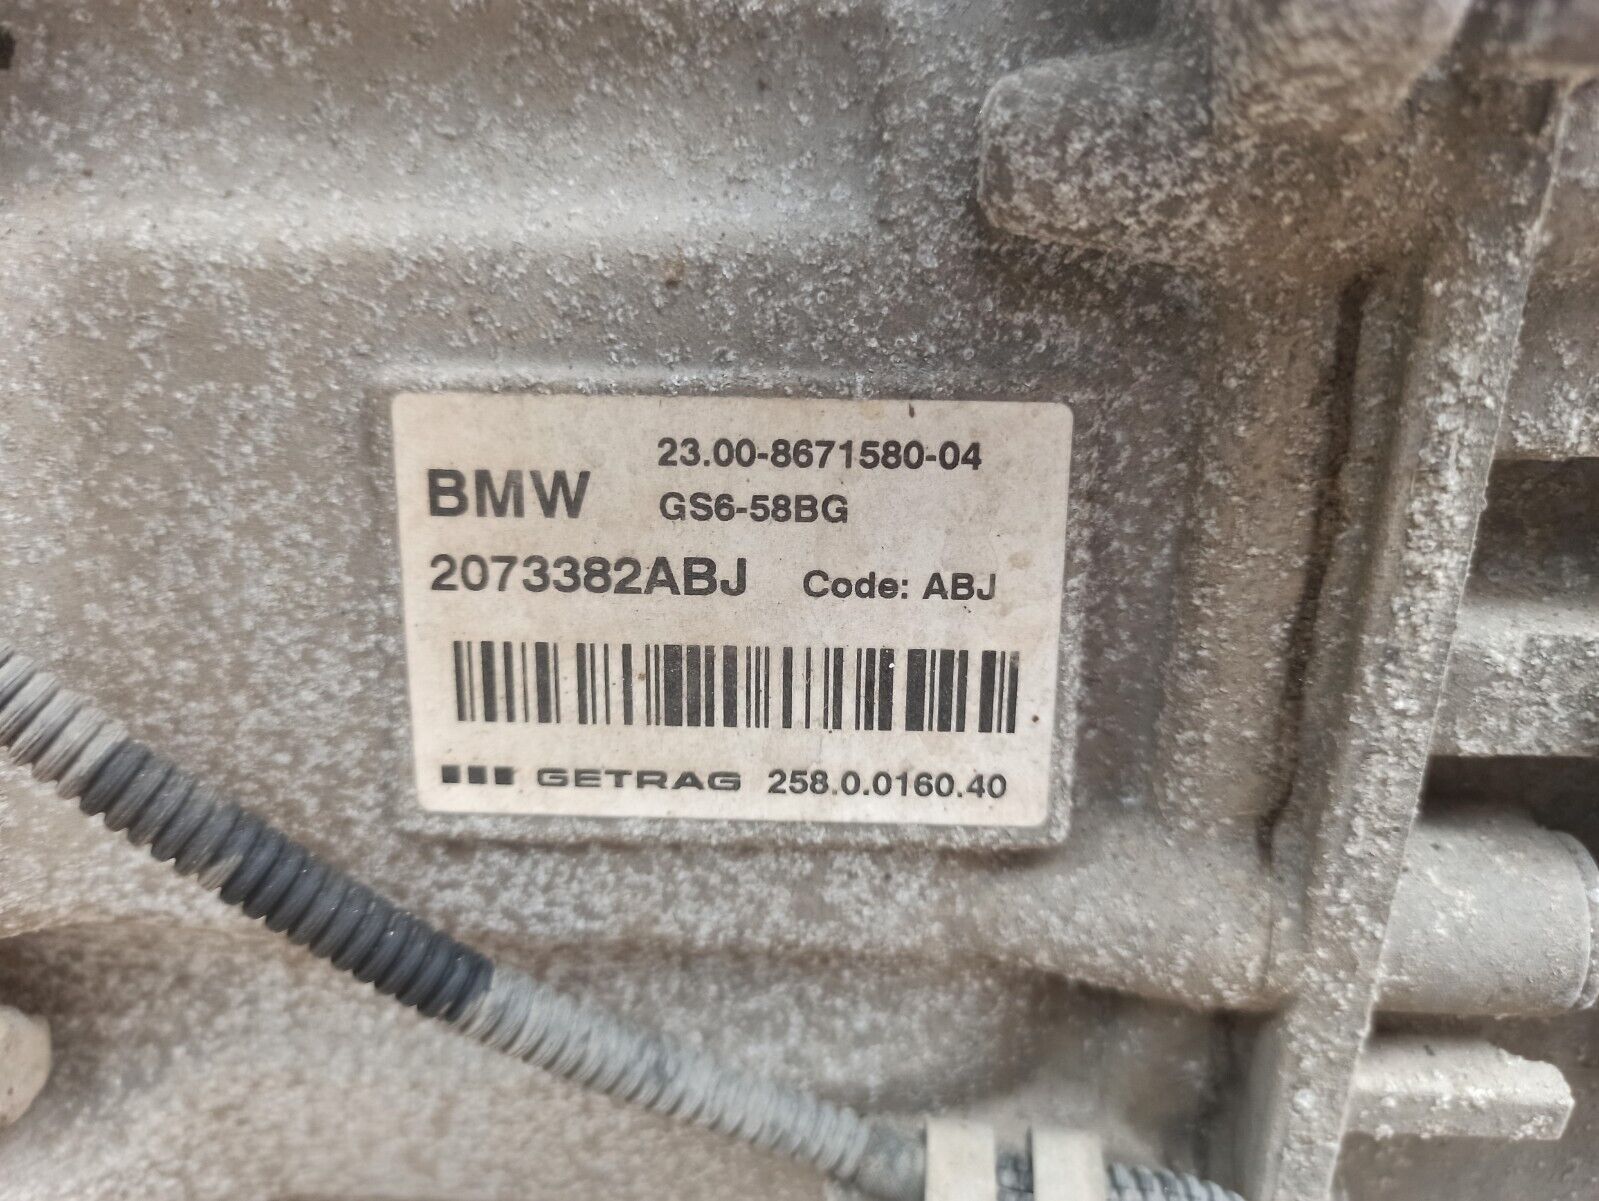 23.00-8671580-04
BMW GS6-58BG
2073382ABJ Code: ABJ
GETRAG 258.0.0160.40